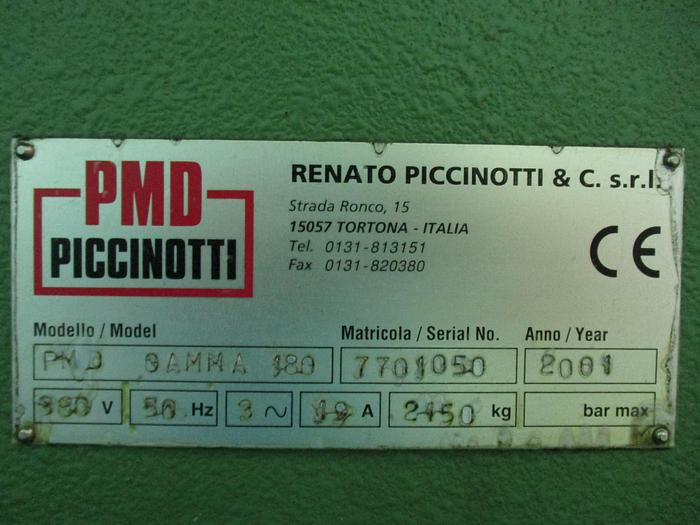 PMD
PICCINOTTI
RENATO PICCINOTTI & C. s.r.l.
Strada Ronco, 15
15057 TORTONA - ITALIA
Tel. 0131-813151
Fax 0131-820380
CE
Modello / Model
PMD GAMMA 180
Matricola / Serial No.
7701050
Anno / Year
2001
380 V
50 Hz
3 ~
A
2150 kg
bar max